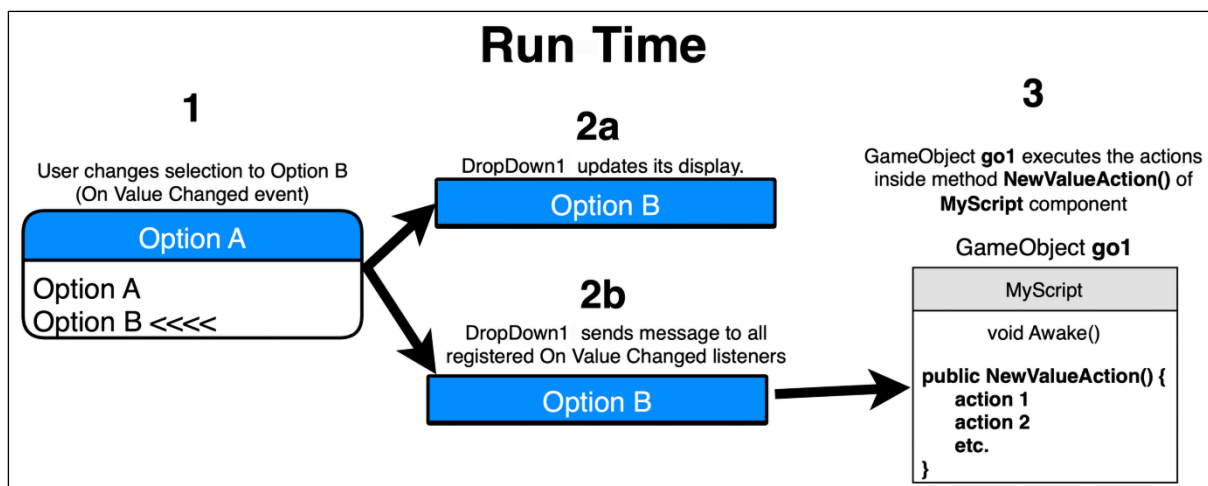 Run Time
1
User changes selection to Option B
(On Value Changed event)
Option A
Option A
Option B <<<<
2a
DropDown1 updates its display.
Option B
2b
DropDown1 sends message to all
registered On Value Changed listeners
Option B
3
GameObject go1 executes the actions
inside method NewValueAction() of
MyScript component
GameObject go1
MyScript
void Awake()
public NewValueAction() {
action 1
action 2
etc.
}